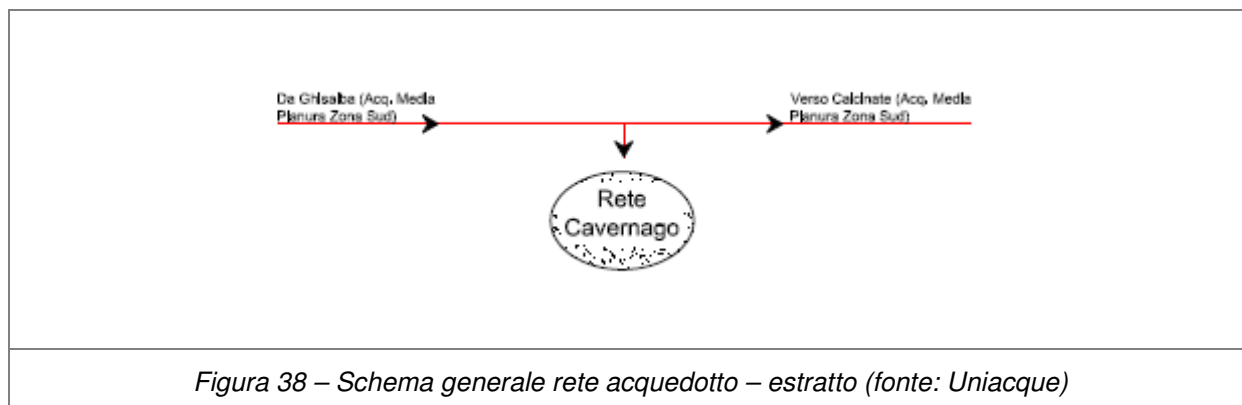 Da Ghisalba (Acq. Media
Pianura Zona Sud)
Verso Calcinate (Acq. Media
Pianura Zona Sud)
Rete
Cavernago
Figura 38 – Schema generale rete acquedotto – estratto (fonte: Uniacque)